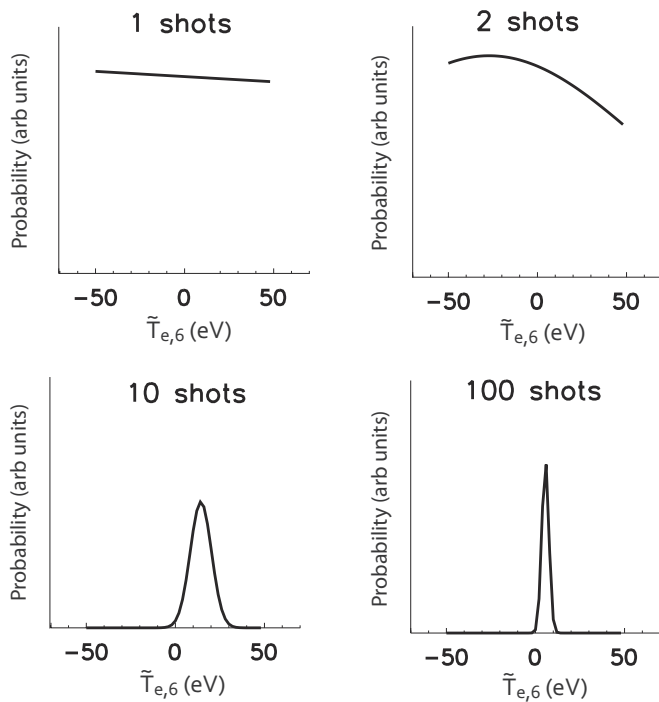 1 shots
Probability (arb units)
−50 0 50
T̃e,6 (eV)
2 shots
Probability (arb units)
−50 0 50
T̃e,6 (eV)
10 shots
Probability (arb units)
−50 0 50
T̃e,6 (eV)
100 shots
Probability (arb units)
−50 0 50
T̃e,6 (eV)